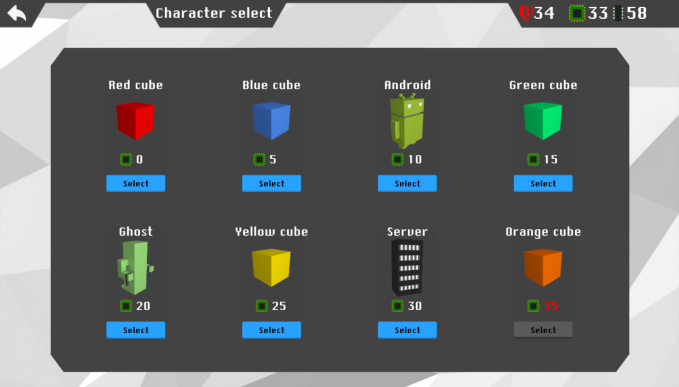 Character select
34 33 58
Red cube Blue cube Android Green cube
0 5 10 15
Select Select Select Select
Ghost Yellow cube Server Orange cube
20 25 30 35
Select Select Select Select